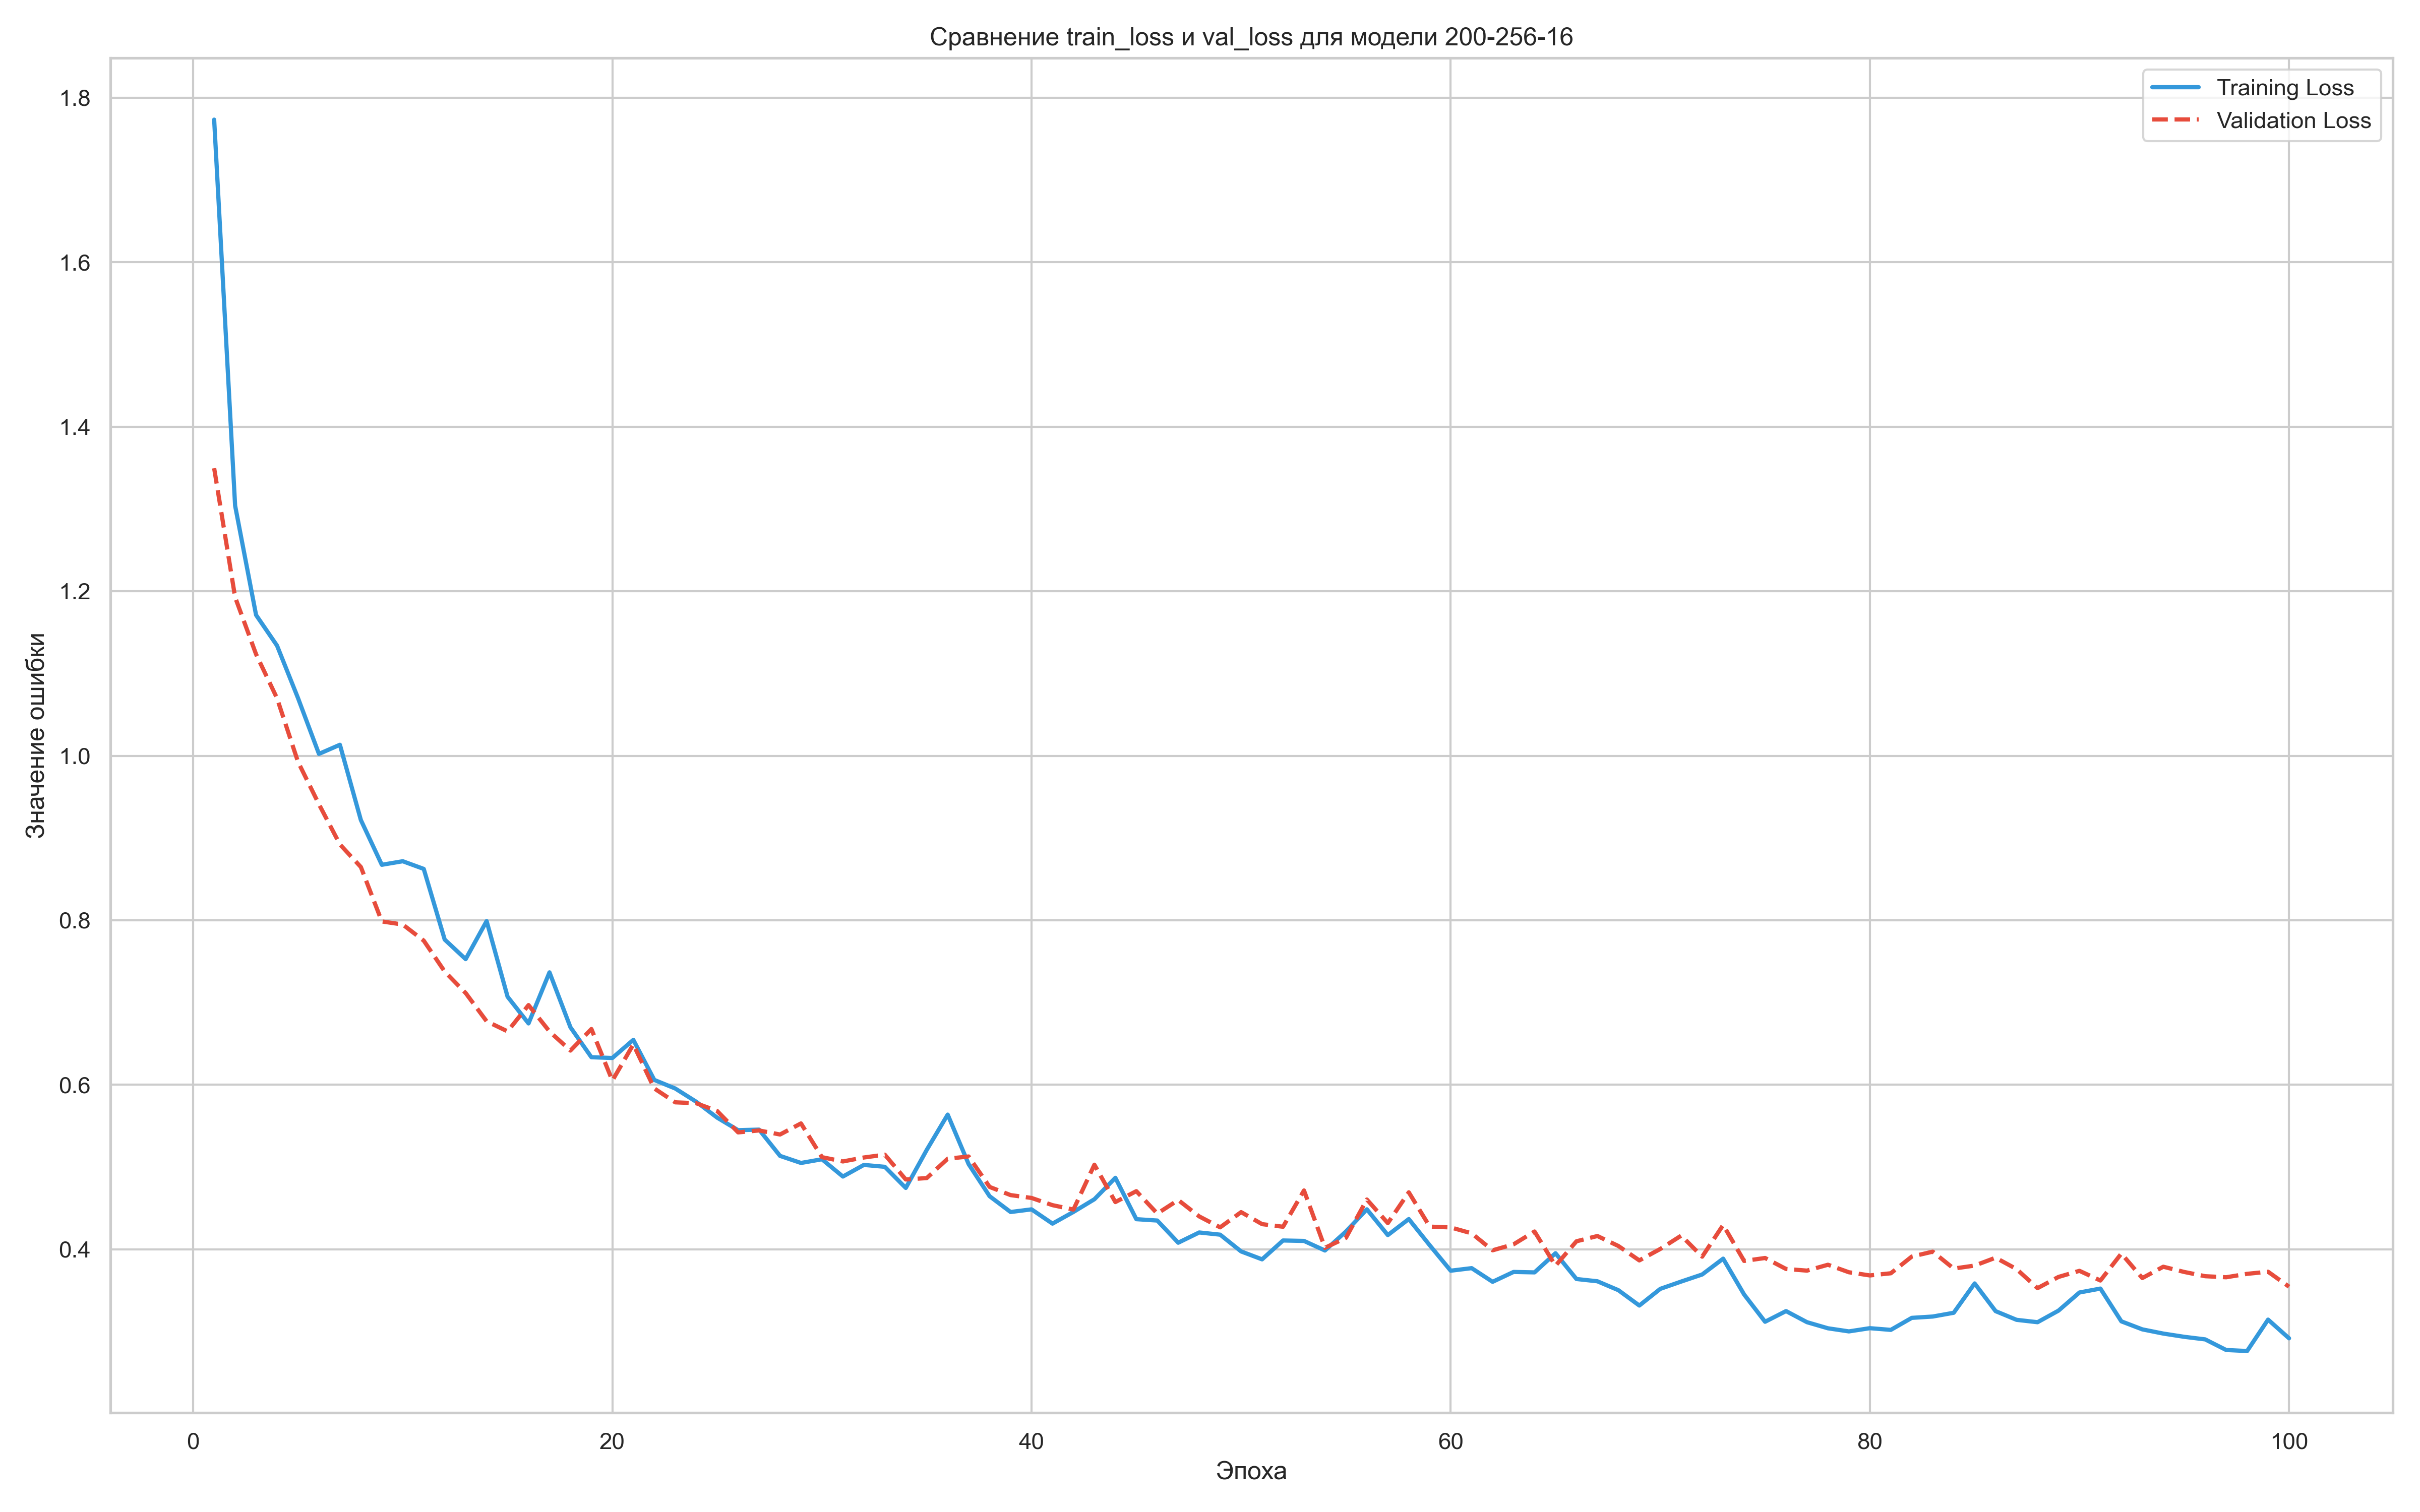 Сравнение train_loss и val_loss для модели 200-256-16
Training Loss
Validation Loss
1.8
1.6
1.4
1.2
1.0
0.8
0.6
0.4
Значение ошибки
0 20 40 60 80 100
Эпоха